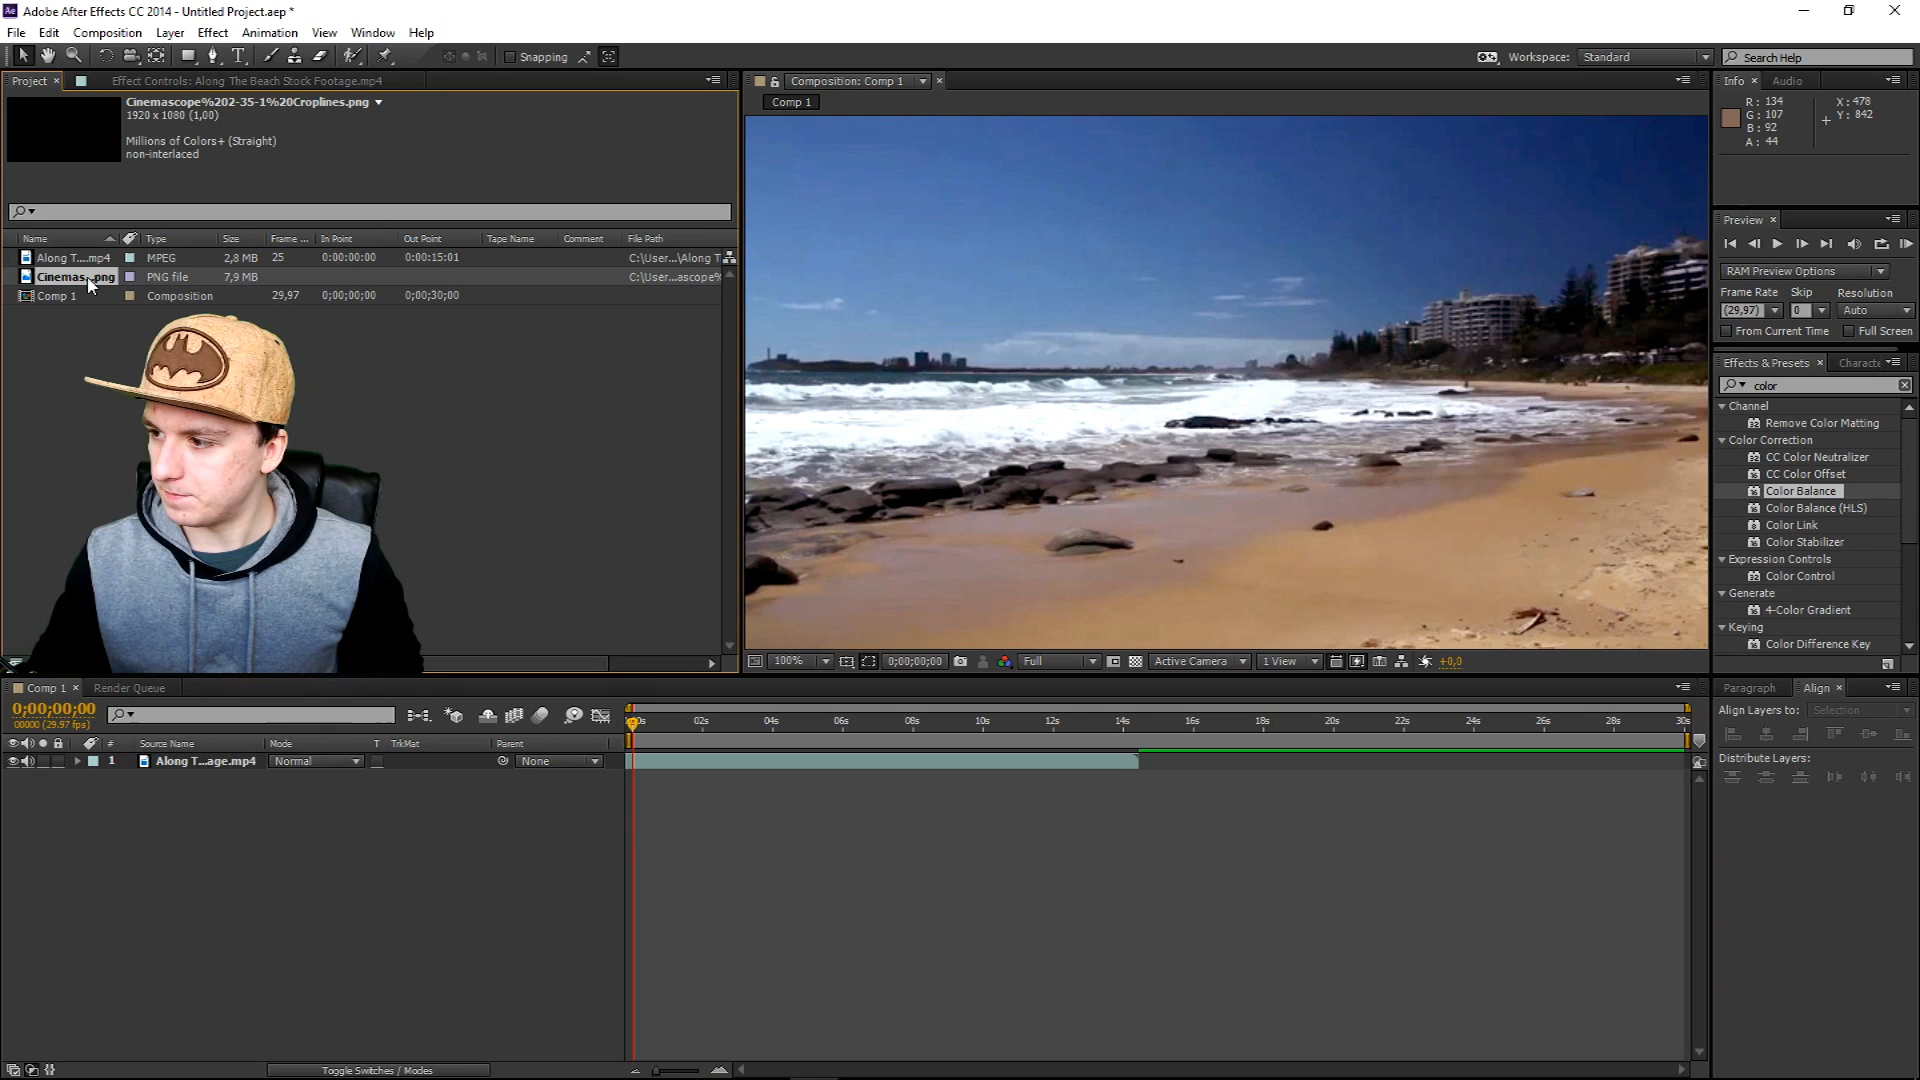 Adobe After Effects CC 2014 - Untitled Project.aep *
File Edit Composition Layer Effect Animation View Window Help
Snapping
Workspace: Standard
Search Help
Project
Effect Controls: Along The Beach Stock Footage.mp4
Cinemascope%202-35-1%20Croplines.png
1920 x 1080 (1,00)
Millions of Colors+ (Straight)
non-interlaced
Name Type Size Frame ... In Point Out Point Tape Name Comment File Path
Along T....mp4 MPEG 2,8 MB 25 0:00:00:00 0:00:15:01 C:\User...\Along T
Cinemas...png PNG file 7,9 MB C:\User...ascope%
Comp 1 Composition 29,97 0;00;00;00 0;00;30;00
Composition: Comp 1
Comp 1
100% 0;00;00;00 Full Active Camera 1 View +0,0
Info Audio
R: 134 X: 478
G: 107 Y: 842
B: 92
A: 44
Preview
RAM Preview Options
Frame Rate Skip Resolution
(29,97) 0 Auto
From Current Time Full Screen
Effects & Presets Characte
color
Channel
Remove Color Matting
Color Correction
CC Color Neutralizer
CC Color Offset
Color Balance
Color Balance (HLS)
Color Link
Color Stabilizer
Expression Controls
Color Control
Generate
4-Color Gradient
Keying
Color Difference Key
Comp 1 Render Queue
0;00;00;00
00000 (29.97 fps)
02s 04s 06s 08s 10s 12s 14s 16s 18s 20s 22s 24s 26s 28s 30s
# Source Name Mode T TrkMat Parent
1 Along T...age.mp4 Normal None
Toggle Switches / Modes
Paragraph Align
Align Layers to: Selection
Distribute Layers: